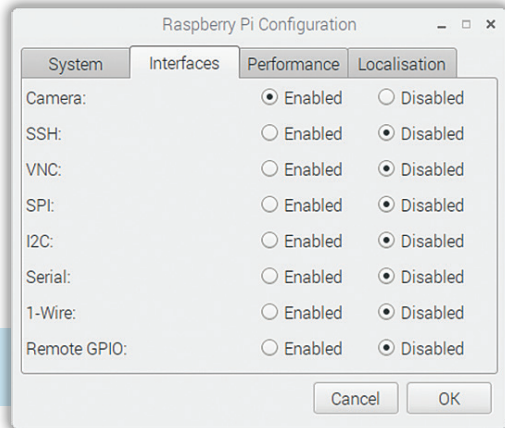 Raspberry Pi Configuration
System Interfaces Performance Localisation
Camera: Enabled Disabled
SSH: Enabled Disabled
VNC: Enabled Disabled
SPI: Enabled Disabled
I2C: Enabled Disabled
Serial: Enabled Disabled
1-Wire: Enabled Disabled
Remote GPIO: Enabled Disabled
Cancel OK